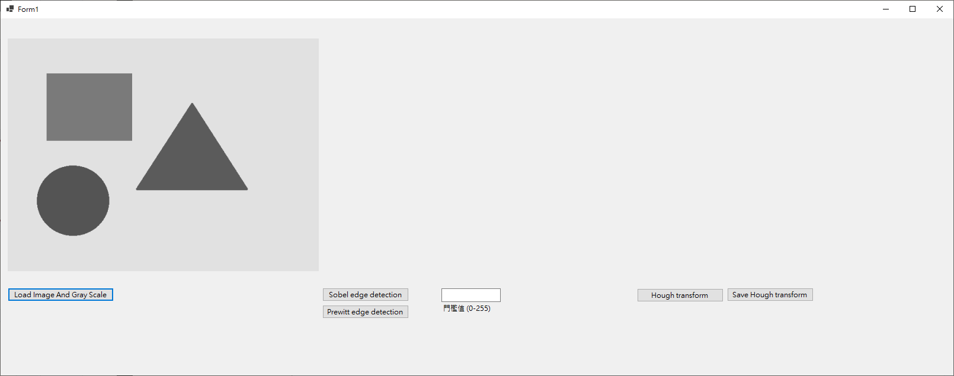 Form1
Load Image And Gray Scale
Sobel edge detection
Prewitt edge detection
門檻值 (0-255)
Hough transform
Save Hough transform